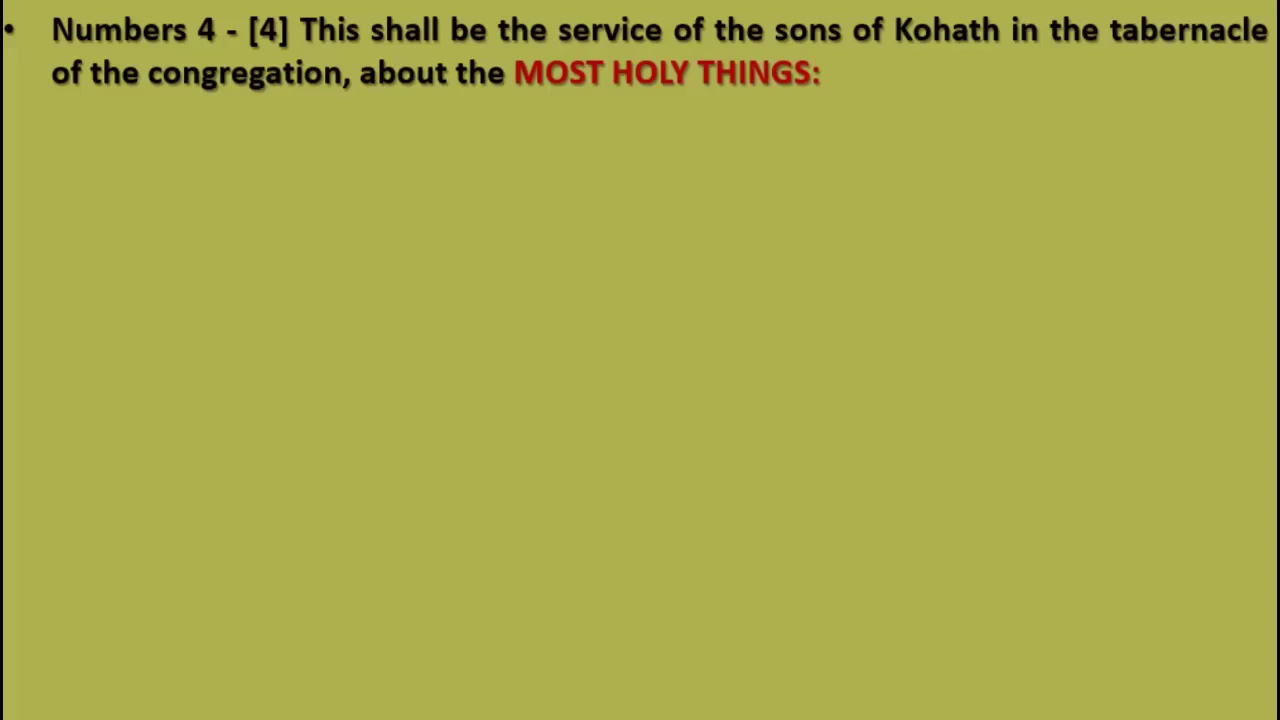 • Numbers 4 - [4] This shall be the service of the sons of Kohath in the tabernacle
of the congregation, about the MOST HOLY THINGS: